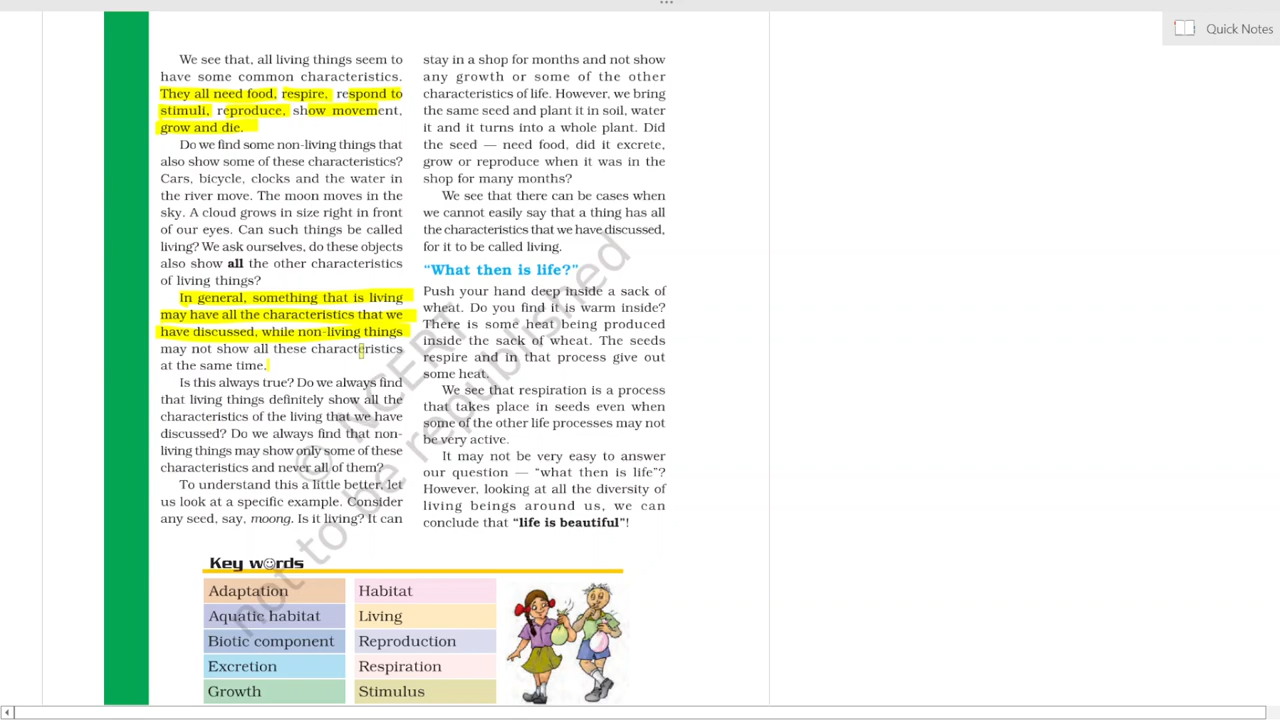 Quick Notes
We see that, all living things seem to
have some common characteristics.
They all need food, respire, respond to
stimuli, reproduce, show movement,
grow and die.
Do we find some non-living things that
also show some of these characteristics?
Cars, bicycle, clocks and the water in
the river move. The moon moves in the
sky. A cloud grows in size right in front
of our eyes. Can such things be called
living? We ask ourselves, do these objects
also show all the other characteristics
of living things?
In general, something that is living
may have all the characteristics that we
have discussed, while non-living things
may not show all these characteristics
at the same time.
Is this always true? Do we always find
that living things definitely show all the
characteristics of the living that we have
discussed? Do we always find that non-
living things may show only some of these
characteristics and never all of them?
To understand this a little better, let
us look at a specific example. Consider
any seed, say, moong. Is it living? It can
stay in a shop for months and not show
any growth or some of the other
characteristics of life. However, we bring
the same seed and plant it in soil, water
it and it turns into a whole plant. Did
the seed — need food, did it excrete,
grow or reproduce when it was in the
shop for many months?
We see that there can be cases when
we cannot easily say that a thing has all
the characteristics that we have discussed,
for it to be called living.
“What then is life?”
Push your hand deep inside a sack of
wheat. Do you find it is warm inside?
There is some heat being produced
inside the sack of wheat. The seeds
respire and in that process give out
some heat.
We see that respiration is a process
that takes place in seeds even when
some of the other life processes may not
be very active.
It may not be very easy to answer
our question — “what then is life”?
However, looking at all the diversity of
living beings around us, we can
conclude that “life is beautiful”!
© NCERT
not to be republished
Key words
Adaptation
Aquatic habitat
Biotic component
Excretion
Growth
Habitat
Living
Reproduction
Respiration
Stimulus